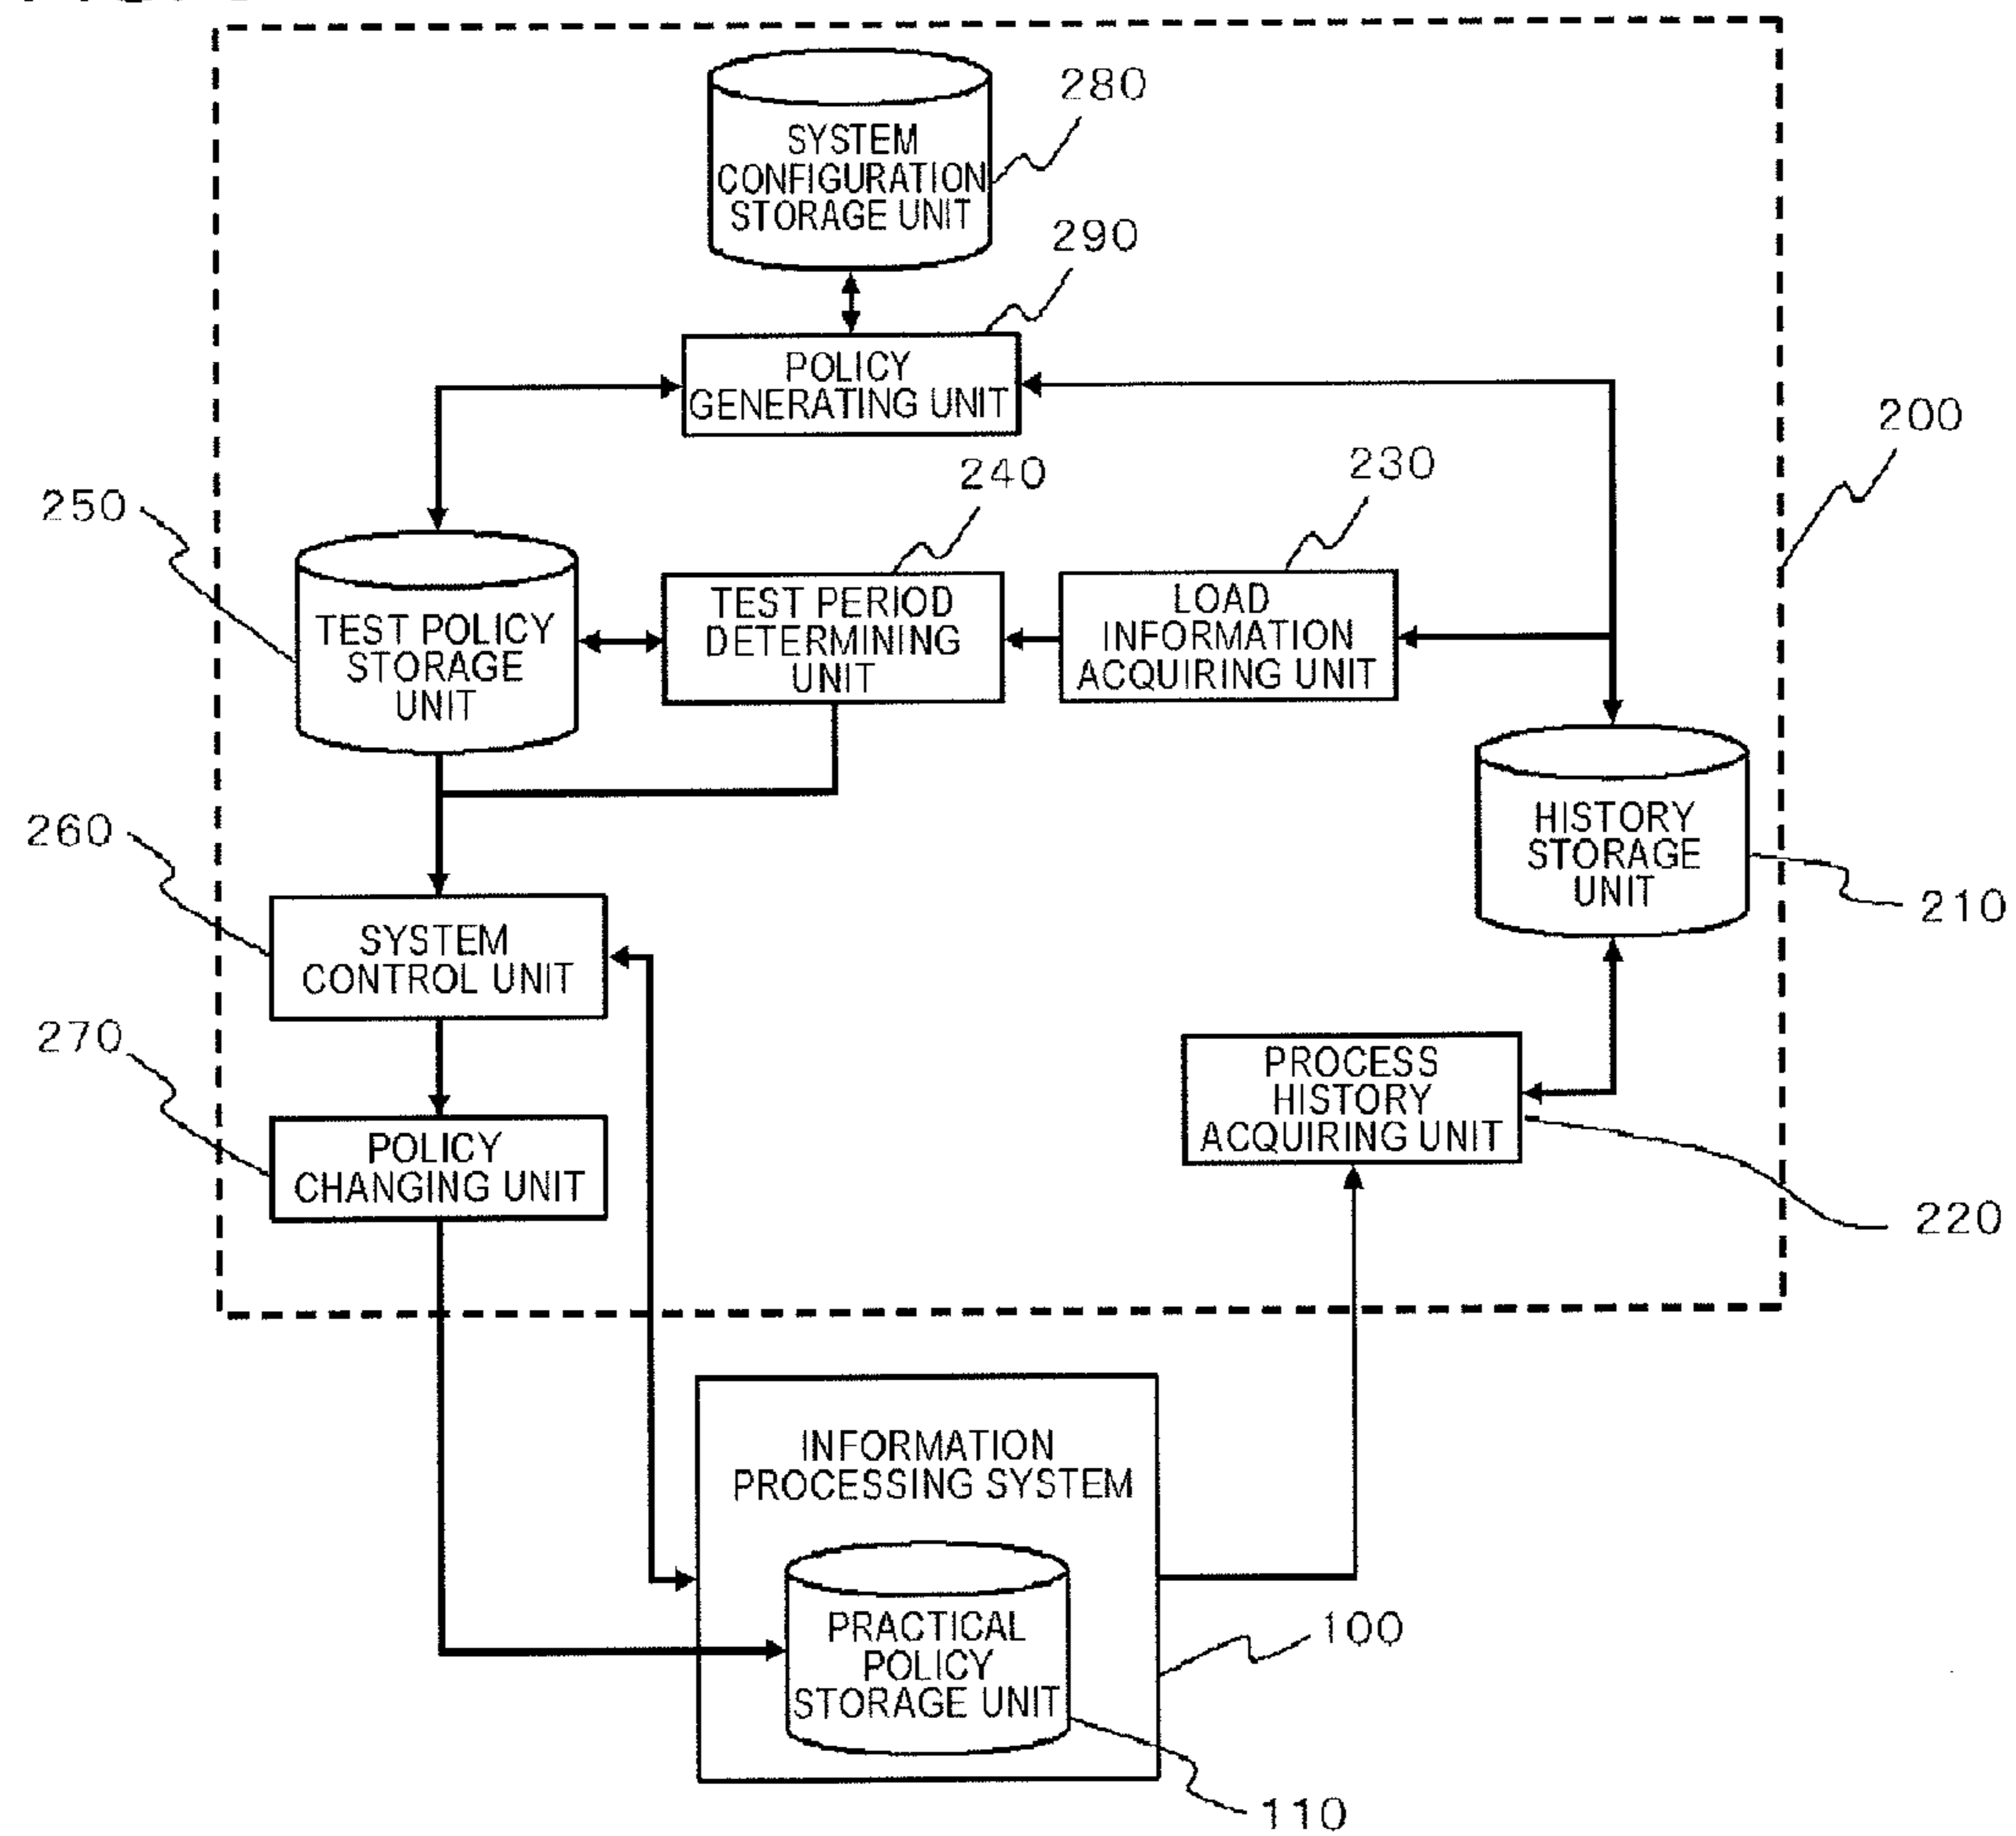 280
SYSTEM
CONFIGURATION
STORAGE UNIT
290
POLICY
GENERATING UNIT
200
240
230
250
TEST POLICY
STORAGE
UNIT
TEST PERIOD
DETERMINING
UNIT
LOAD
INFORMATION
ACQUIRING UNIT
HISTORY
STORAGE
UNIT
210
260
SYSTEM
CONTROL UNIT
270
POLICY
CHANGING UNIT
PROCESS
HISTORY
ACQUIRING UNIT
220
INFORMATION
PROCESSING SYSTEM
PRACTICAL
POLICY
STORAGE UNIT
100
110